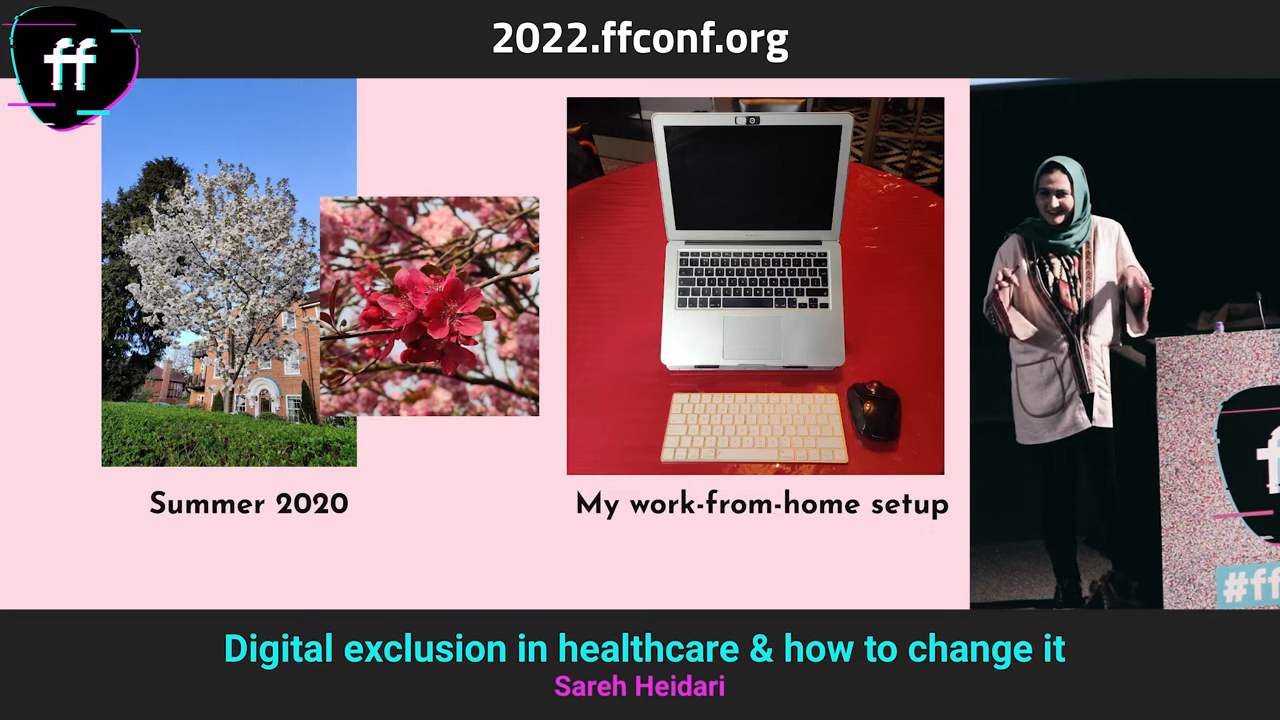 2022.ffconf.org
ff
Summer 2020
My work-from-home setup
#ff
Digital exclusion in healthcare & how to change it
Sareh Heidari